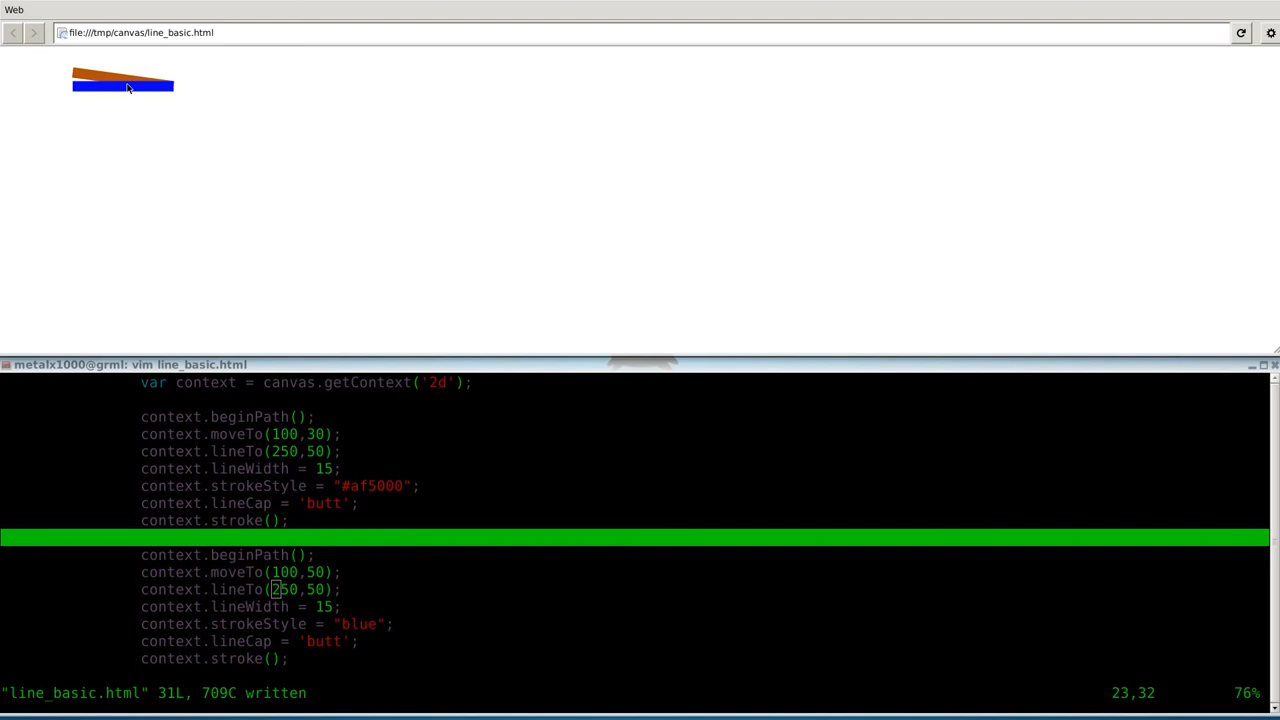 Web
file:///tmp/canvas/line_basic.html
metalx1000@grml: vim line_basic.html
var context = canvas.getContext('2d');
context.beginPath();
context.moveTo(100,30);
context.lineTo(250,50);
context.lineWidth = 15;
context.strokeStyle = "#af5000";
context.lineCap = 'butt';
context.stroke();
context.beginPath();
context.moveTo(100,50);
context.lineTo(250,50);
context.lineWidth = 15;
context.strokeStyle = "blue";
context.lineCap = 'butt';
context.stroke();
"line_basic.html" 31L, 709C written 23,32 76%